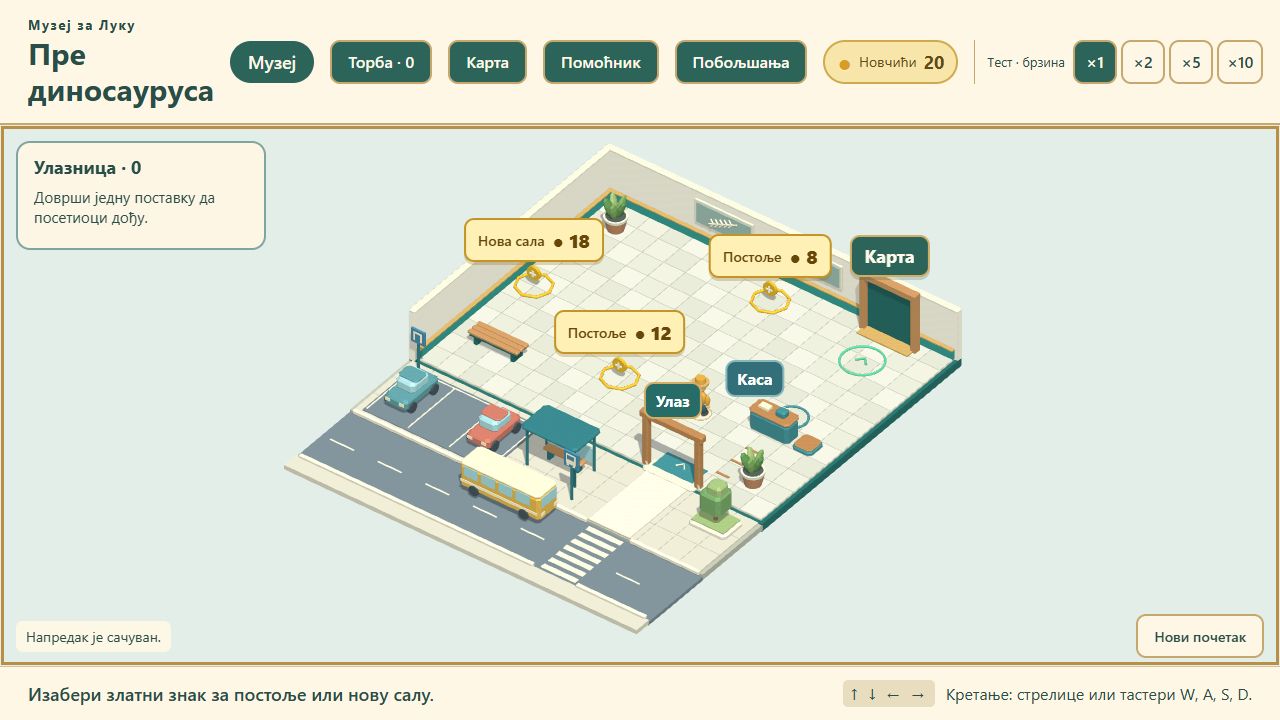 Музеј за Луку
Пре
диносауруса
Музеј
Торба · 0
Карта
Помоћник
Побољшања
Новчићи 20
Тест · брзина
×1
×2
×5
×10
Улазница · 0
Доврши једну поставку да
посетиоци дођу.
Нова сала ● 18
Постоље ● 8
Карта
Постоље ● 12
Каса
Улаз
Напредак је сачуван.
Нови почетак
Изабери златни знак за постоље или нову салу.
↑ ↓ ← → Кретање: стрелице или тастери W, A, S, D.